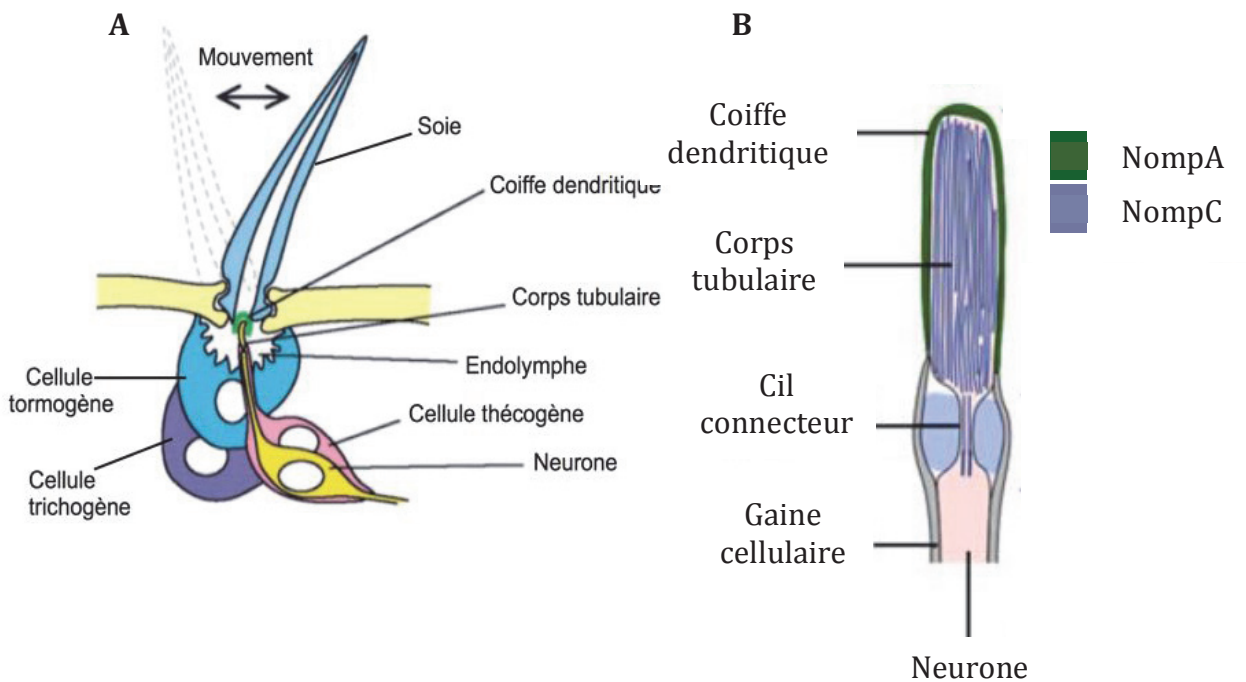 A
Mouvement
Soie
Coiffe dendritique
Corps tubulaire
Endolymphe
Cellule
tormogène
Cellule thécogène
Neurone
Cellule
trichogène
B
Coiffe
dendritique
NompA
NompC
Corps
tubulaire
Cil
connecteur
Gaine
cellulaire
Neurone